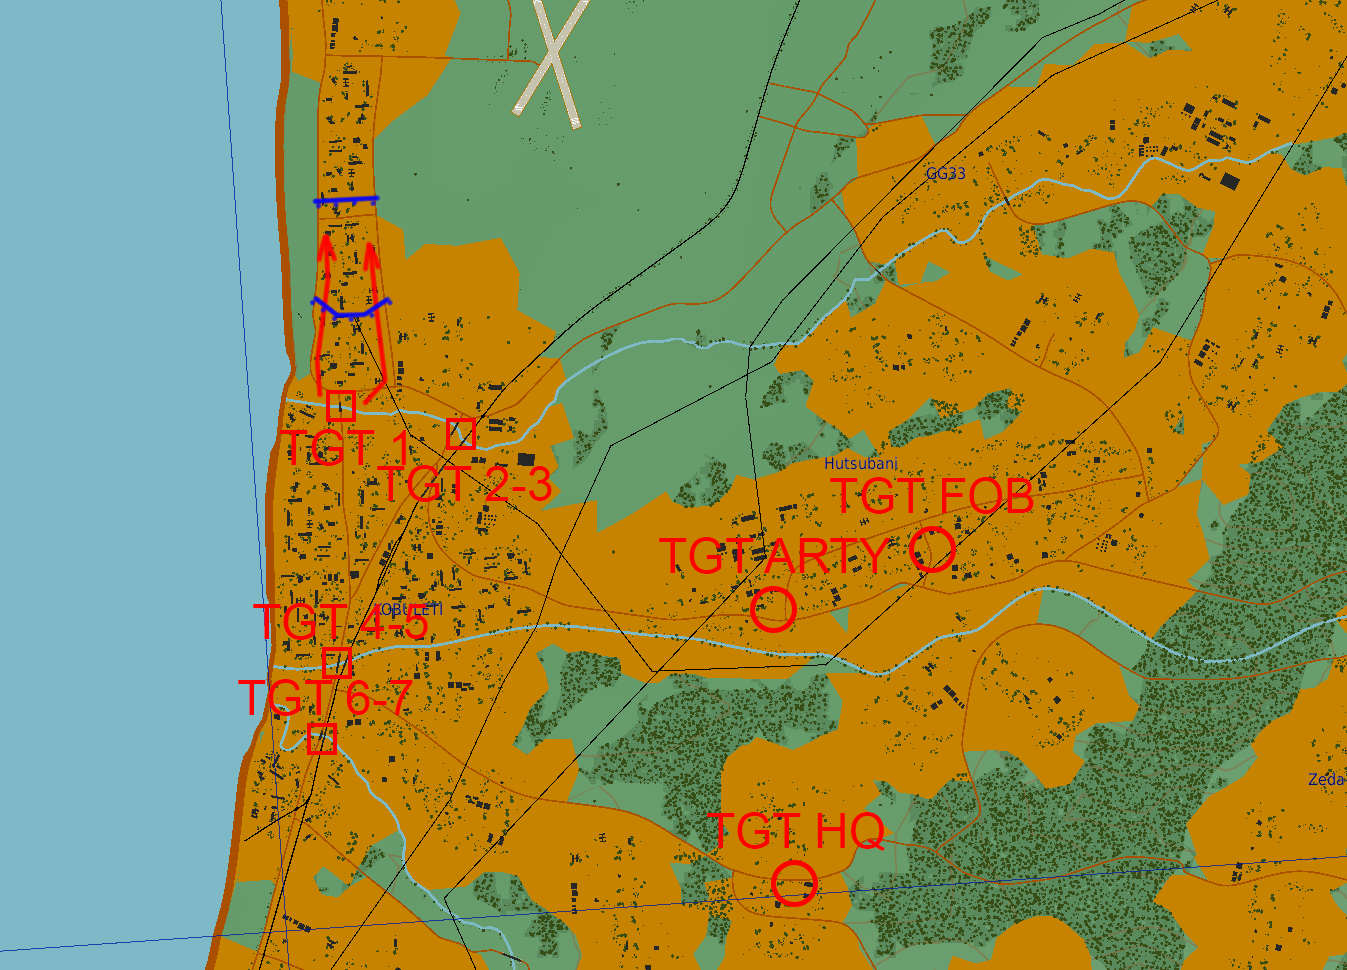 GG33
TGT 1
TGT 2-3
Hutsubani
TGT FOB
TGT ARTY
KOBULETI
TGT 4-5
TGT 6-7
Zeda
TGT HQ